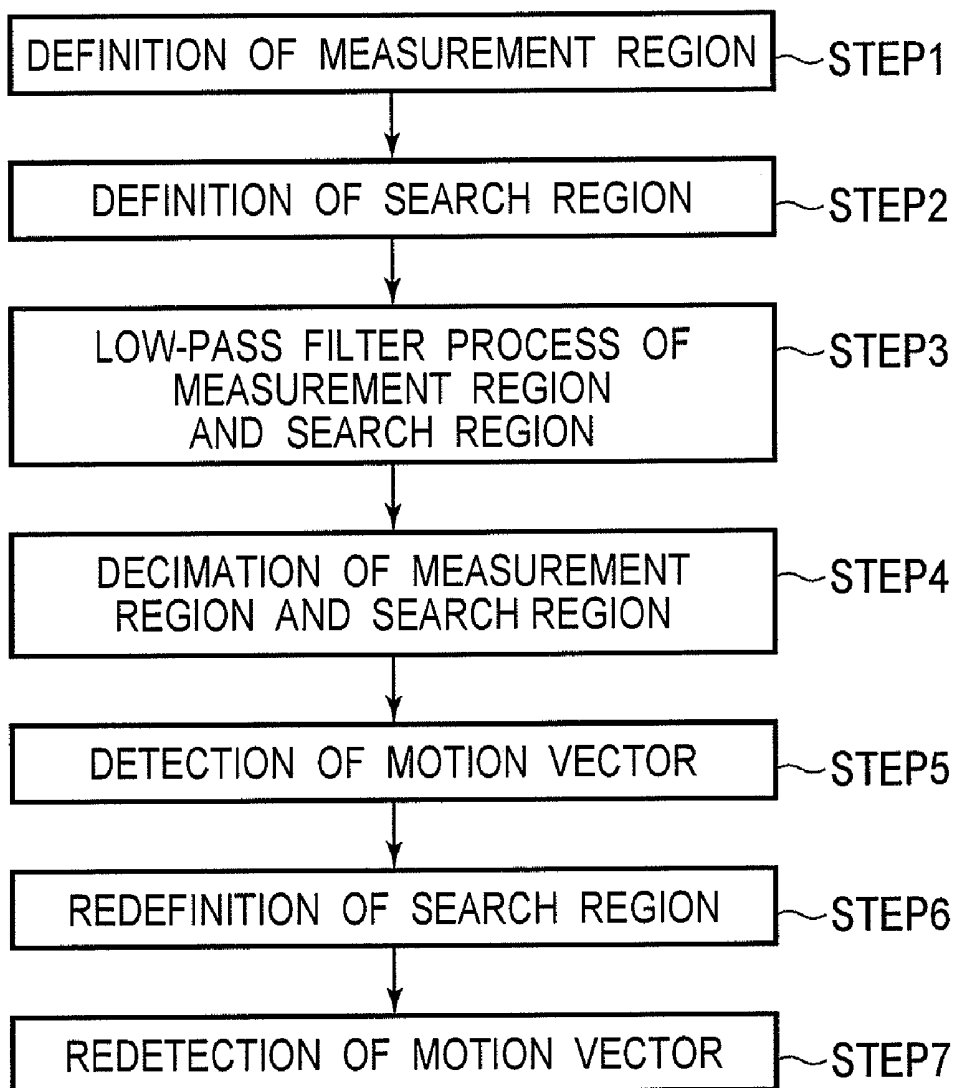 DEFINITION OF MEASUREMENT REGION
STEP1
DEFINITION OF SEARCH REGION
STEP2
LOW-PASS FILTER PROCESS OF
MEASUREMENT REGION
AND SEARCH REGION
STEP3
DECIMATION OF MEASUREMENT
REGION AND SEARCH REGION
STEP4
DETECTION OF MOTION VECTOR
STEP5
REDEFINITION OF SEARCH REGION
STEP6
REDETECTION OF MOTION VECTOR
STEP7